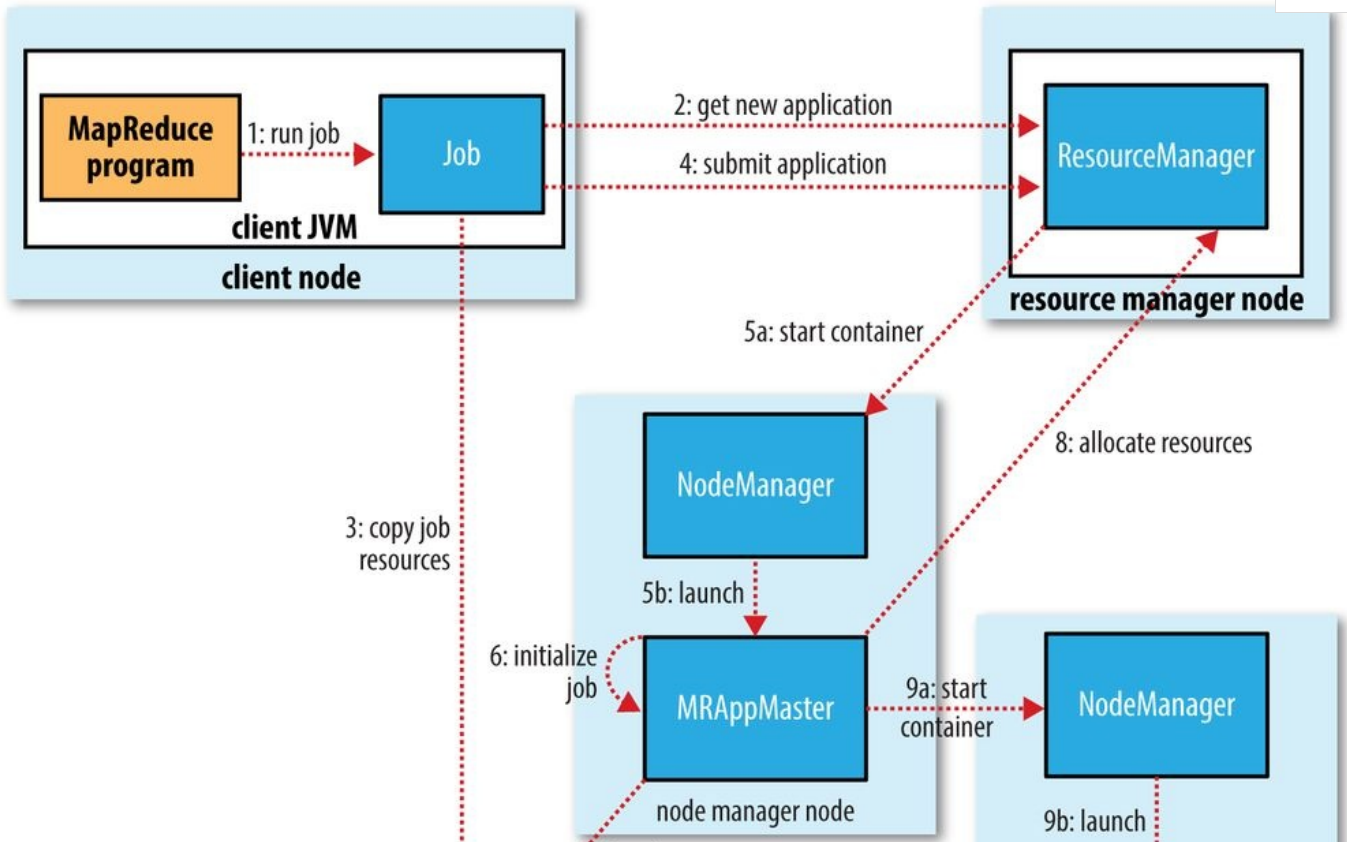 MapReduce
program
1: run job
Job
client JVM
client node
2: get new application
4: submit application
ResourceManager
resource manager node
5a: start container
8: allocate resources
3: copy job
resources
NodeManager
5b: launch
6: initialize
job
MRAppMaster
node manager node
9a: start
container
NodeManager
9b: launch